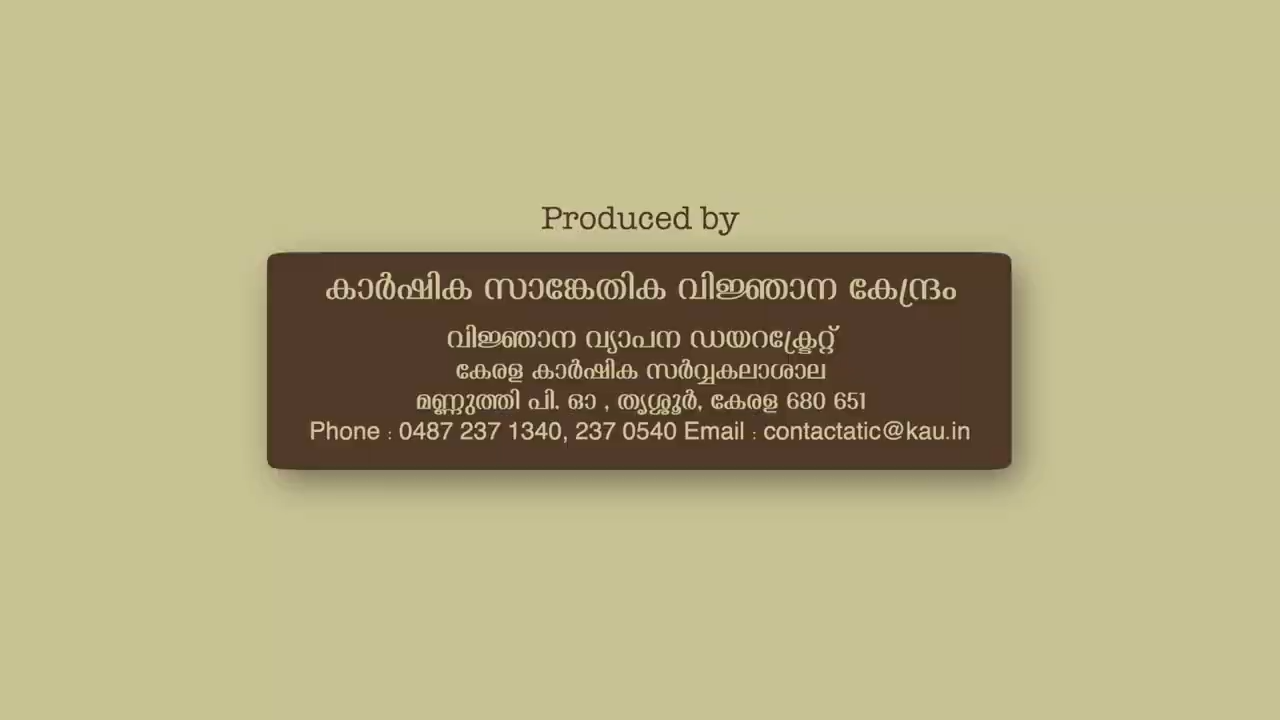 Produced by
കാർഷിക സാങ്കേതിക വിജ്ഞാന കേന്ദ്രം
വിജ്ഞാന വ്യാപന ഡയറക്ട്രേറ്റ്
കേരള കാർഷിക സർവ്വകലാശാല
മണ്ണുത്തി പി. ഓ , തൃശ്ശൂർ, കേരള 680 651
Phone : 0487 237 1340, 237 0540 Email : contactatic@kau.in